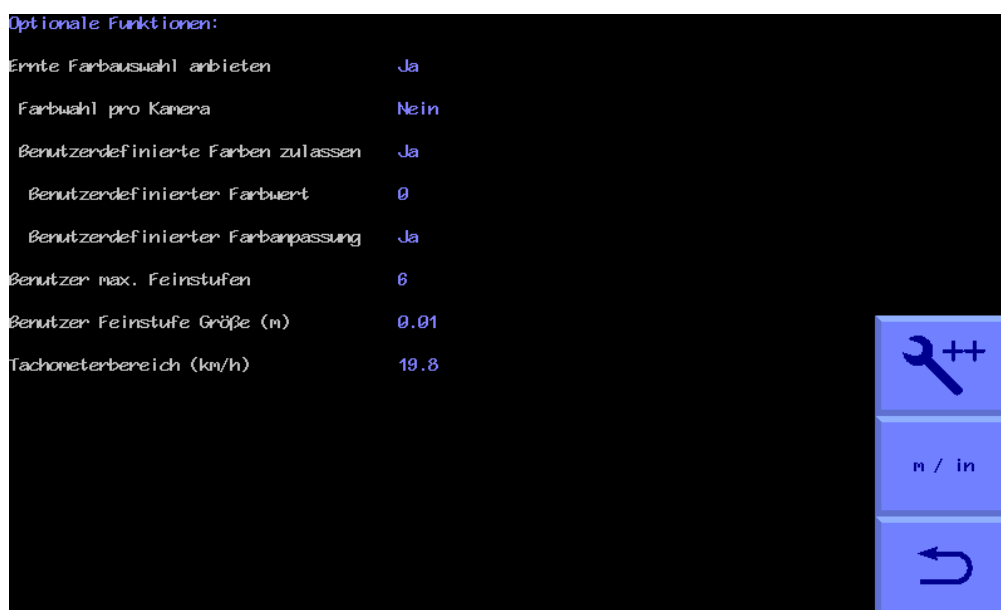 Optionale Funktionen:
Ernte Farbauswahl anbieten Ja
Farbwahl pro Kamera Nein
Benutzerdefinierte Farben zulassen Ja
Benutzerdefinierter Farbwert 0
Benutzerdefinierter Farbanpassung Ja
Benutzer max. Feinstufen 6
Benutzer Feinstufe Größe (m) 0.01
Tachometerbereich (km/h) 19.8
++
m / in